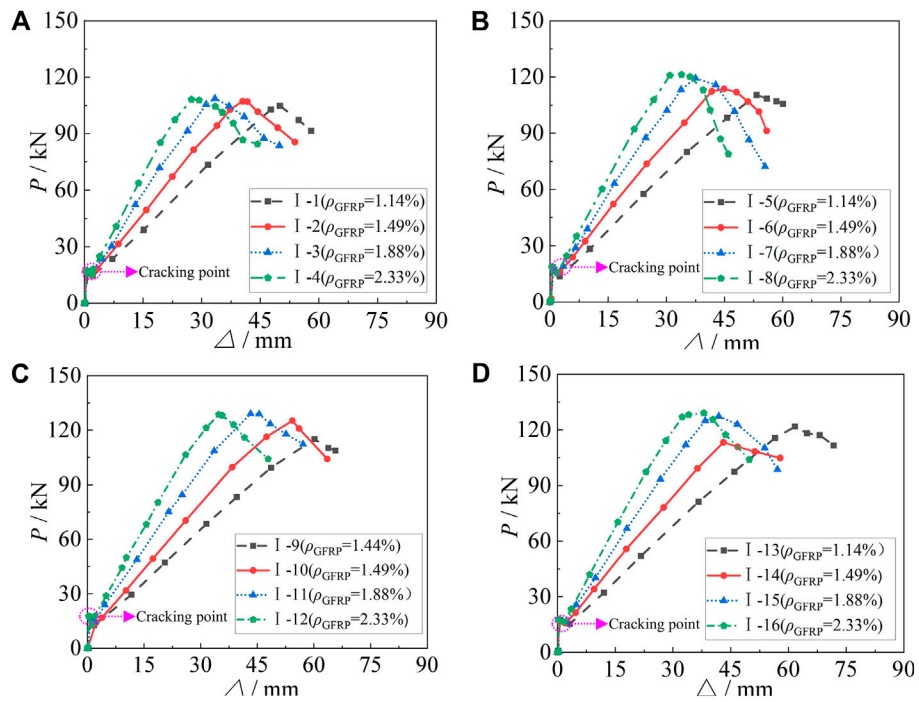 A
150
120
90
60
30
0
P / kN
I -1(ρGFRP=1.14%)
I -2(ρGFRP=1.49%)
I -3(ρGFRP=1.88%)
I -4(ρGFRP=2.33%)
Cracking point
0 15 30 45 60 75 90
Δ / mm
B
150
120
90
60
30
0
P / kN
I -5(ρGFRP=1.14%)
I -6(ρGFRP=1.49%)
I -7(ρGFRP=1.88%)
I -8(ρGFRP=2.33%)
Cracking point
0 15 30 45 60 75 90
/ mm
C
150
120
90
60
30
0
P / kN
I -9(ρGFRP=1.44%)
I -10(ρGFRP=1.49%)
I -11(ρGFRP=1.88%)
I -12(ρGFRP=2.33%)
Cracking point
0 15 30 45 60 75 90
/ mm
D
150
120
90
60
30
0
P / kN
I -13(ρGFRP=1.14%)
I -14(ρGFRP=1.49%)
I -15(ρGFRP=1.88%)
I -16(ρGFRP=2.33%)
Cracking point
0 15 30 45 60 75 90
△ / mm